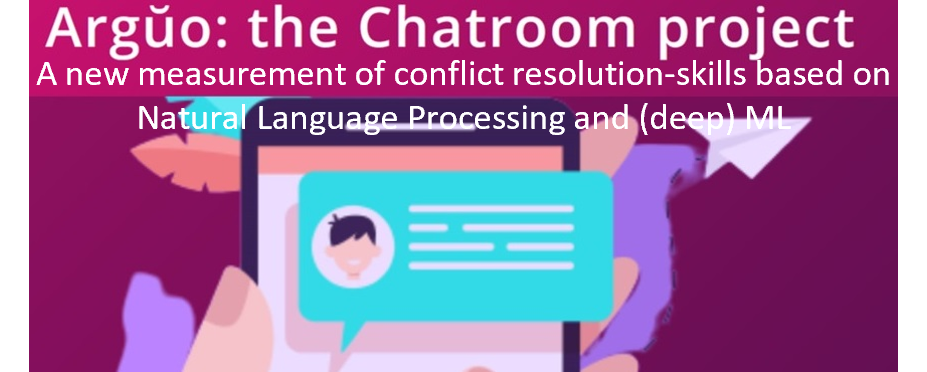 Argŭo: the Chatroom project
A new measurement of conflict resolution-skills based on
Natural Language Processing and (deep) ML